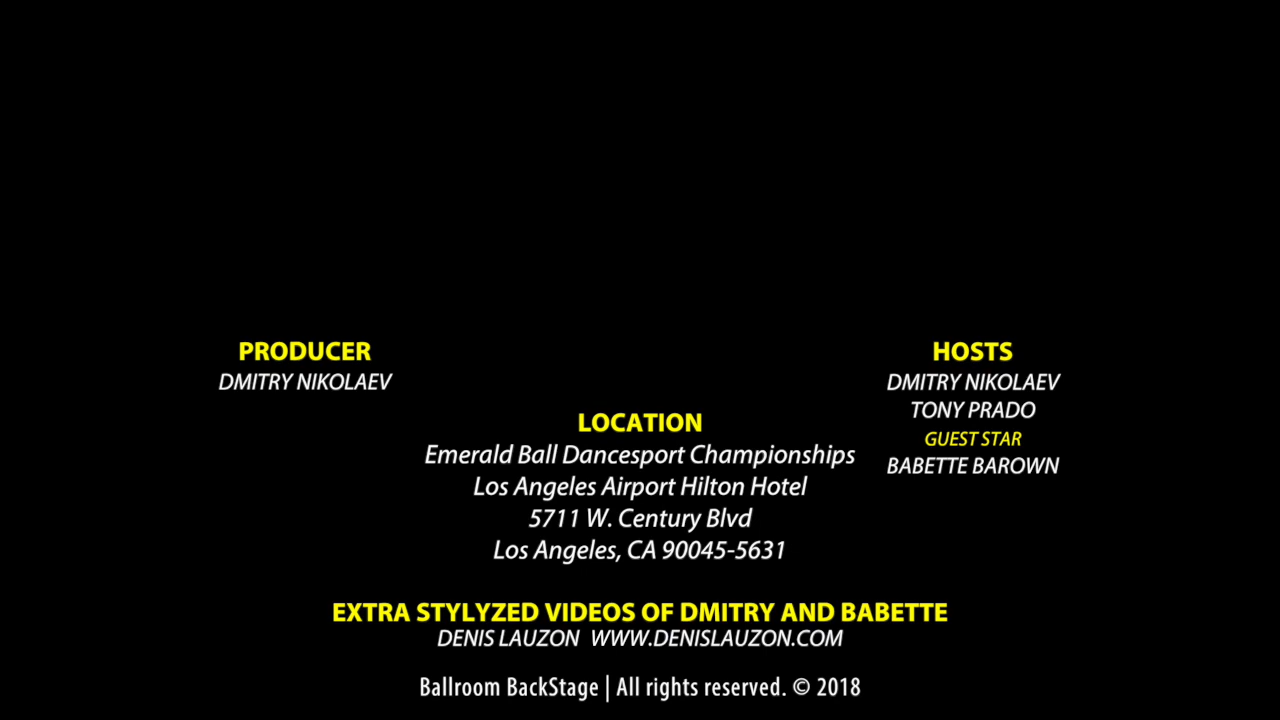 PRODUCER
DMITRY NIKOLAEV
HOSTS
DMITRY NIKOLAEV
TONY PRADO
GUEST STAR
BABETTE BAROWN
LOCATION
Emerald Ball Dancesport Championships
Los Angeles Airport Hilton Hotel
5711 W. Century Blvd
Los Angeles, CA 90045-5631
EXTRA STYLYZED VIDEOS OF DMITRY AND BABETTE
DENIS LAUZON WWW.DENISLAUZON.COM
Ballroom BackStage | All rights reserved. © 2018